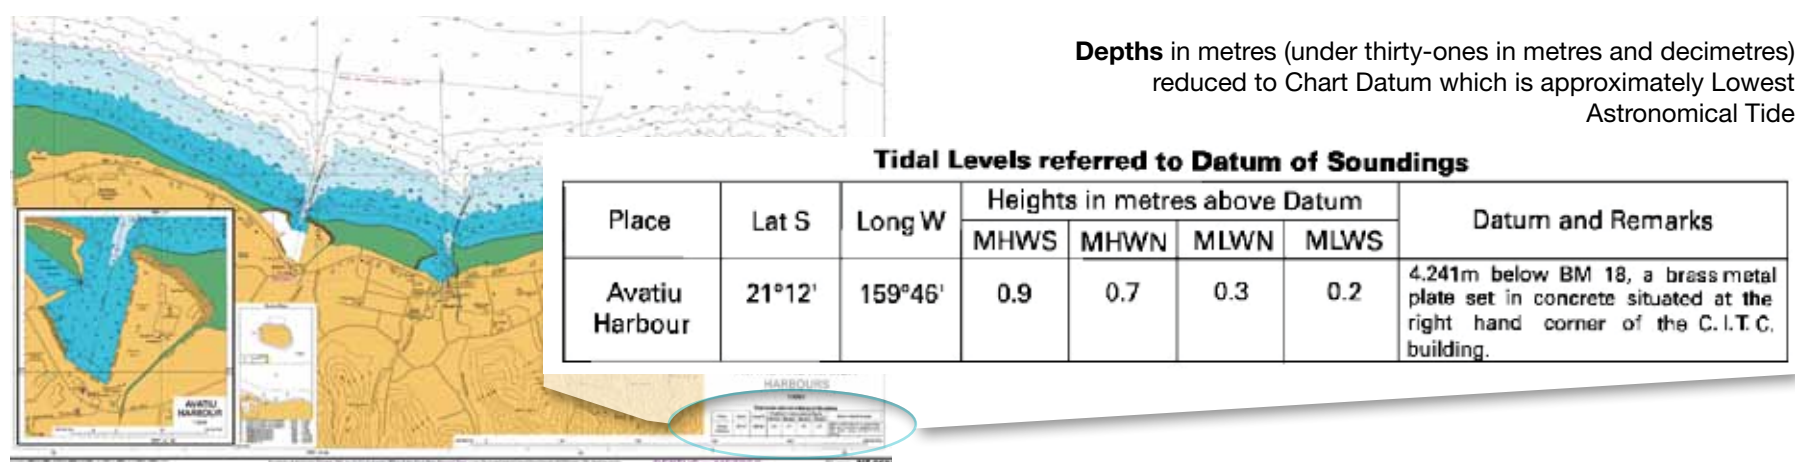 Depths in metres (under thirty-ones in metres and decimetres)
reduced to Chart Datum which is approximately Lowest
Astronomical Tide
Tidal Levels referred to Datum of Soundings
Place
Lat S
Long W
Heights in metres above Datum
Datum and Remarks
MHWS
MHWN
MLWN
MLWS
Avatiu
Harbour
21°12'
159°46'
0.9
0.7
0.3
0.2
4.241m below BM 18, a brass metal
plate set in concrete situated at the
right hand corner of the C.I.T.C.
building.
HARBOURS
AVATIU
HARBOUR